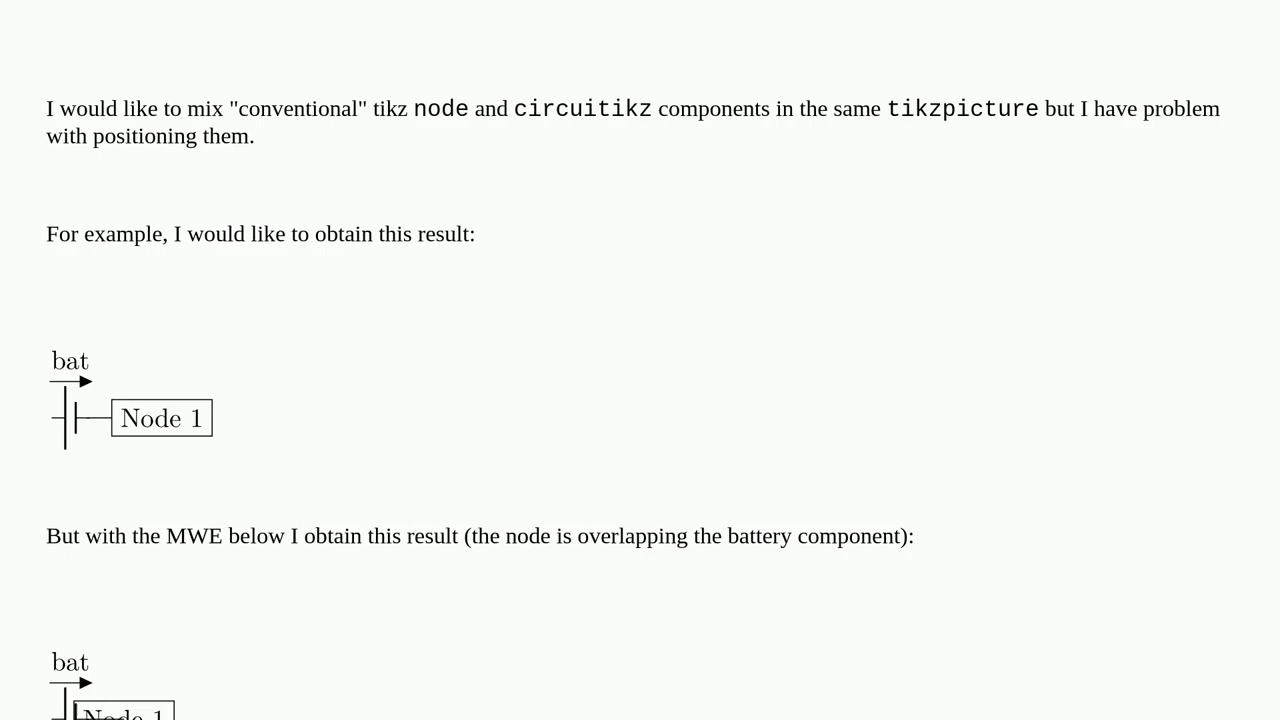 I would like to mix "conventional" tikz node and circuitikz components in the same tikzpicture but I have problem
with positioning them.
For example, I would like to obtain this result:
bat
Node 1
But with the MWE below I obtain this result (the node is overlapping the battery component):
bat
Node 1